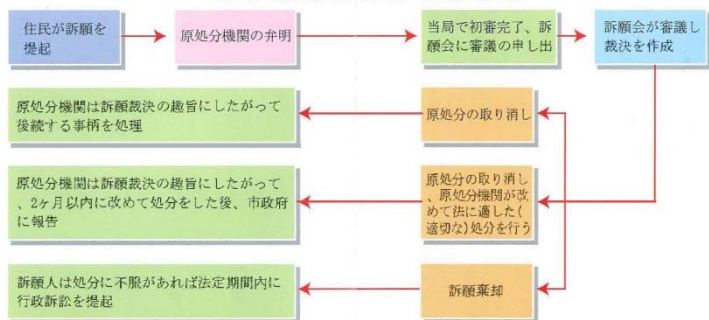 住民が訴願を
提起
原処分機関の弁明
当局で初審完了、訴
願会に審議の申し出
訴願会が審議し
裁決を作成
原処分機関は訴願裁決の趣旨にしたがって
後続する事柄を処理
原処分の取り消し
原処分機関は訴願裁決の趣旨にしたがって
、2ヶ月以内に改めて処分をした後、市政府
に報告
原処分の取り消し
、原処分機関が改
めて法に適した(
適切な)処分を行う
訴願人は処分に不服があれば法定期間内に
行政訴訟を提起
訴願棄却